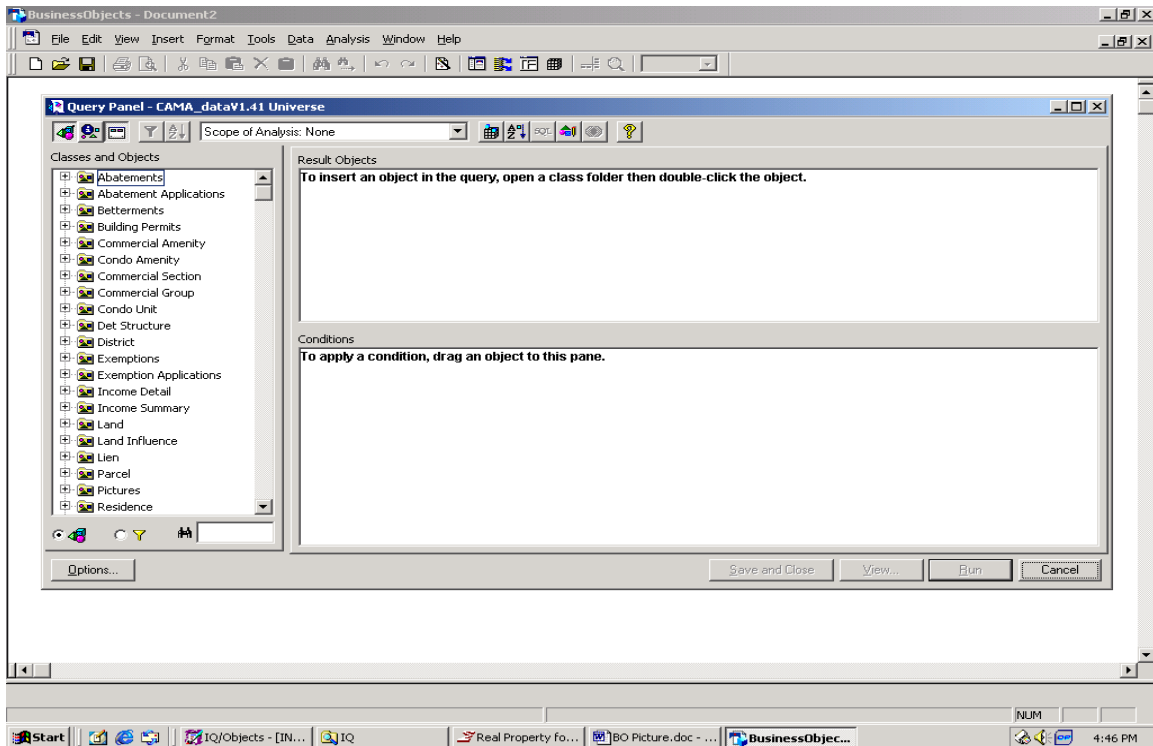 BusinessObjects - Document2
File Edit View Insert Format Tools Data Analysis Window Help
Query Panel - CAMA_dataV1.41 Universe
Scope of Analysis: None
SQL
?
Classes and Objects
Abatements
Abatement Applications
Betterments
Building Permits
Commercial Amenity
Condo Amenity
Commercial Section
Commercial Group
Condo Unit
Det Structure
District
Exemptions
Exemption Applications
Income Detail
Income Summary
Land
Land Influence
Lien
Parcel
Pictures
Residence
Result Objects
To insert an object in the query, open a class folder then double-click the object.
Conditions
To apply a condition, drag an object to this pane.
Options... Save and Close View... Run Cancel
NUM
Start IQ/Objects - [IN... IQ Real Property fo... BO Picture.doc - ... BusinessObjec... 4:46 PM